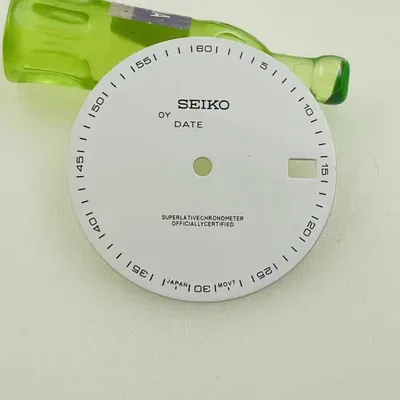 60
5
10
15
20
25
30
35
40
45
50
55
SEIKO
OY
DATE
SUPERLATIVECHRONOMETER
OFFICIALLYCERTIFIED
JAPAN MOVT